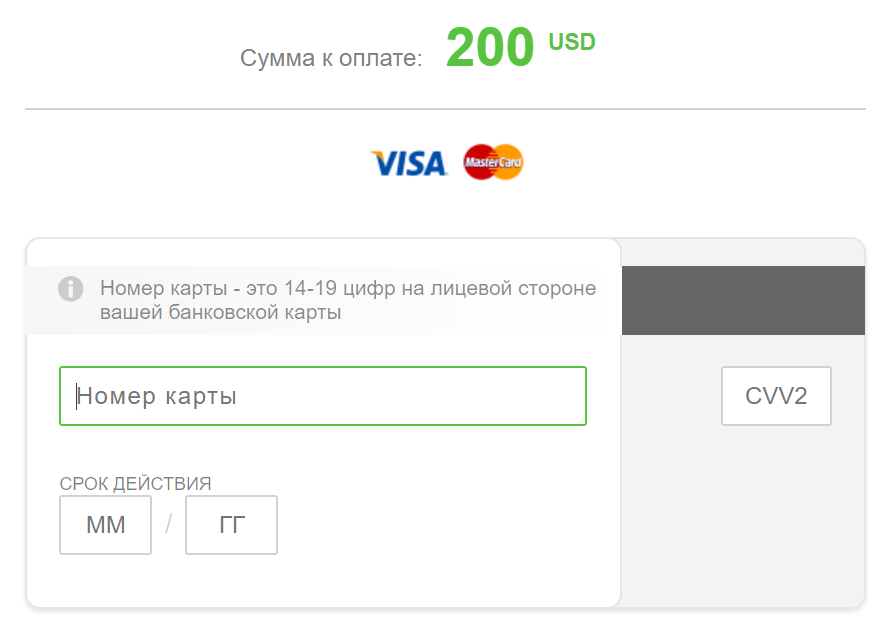 Сумма к оплате: 200 USD
VISA MasterCard
Номер карты - это 14-19 цифр на лицевой стороне
вашей банковской карты
Номер карты
CVV2
СРОК ДЕЙСТВИЯ
ММ / ГГ